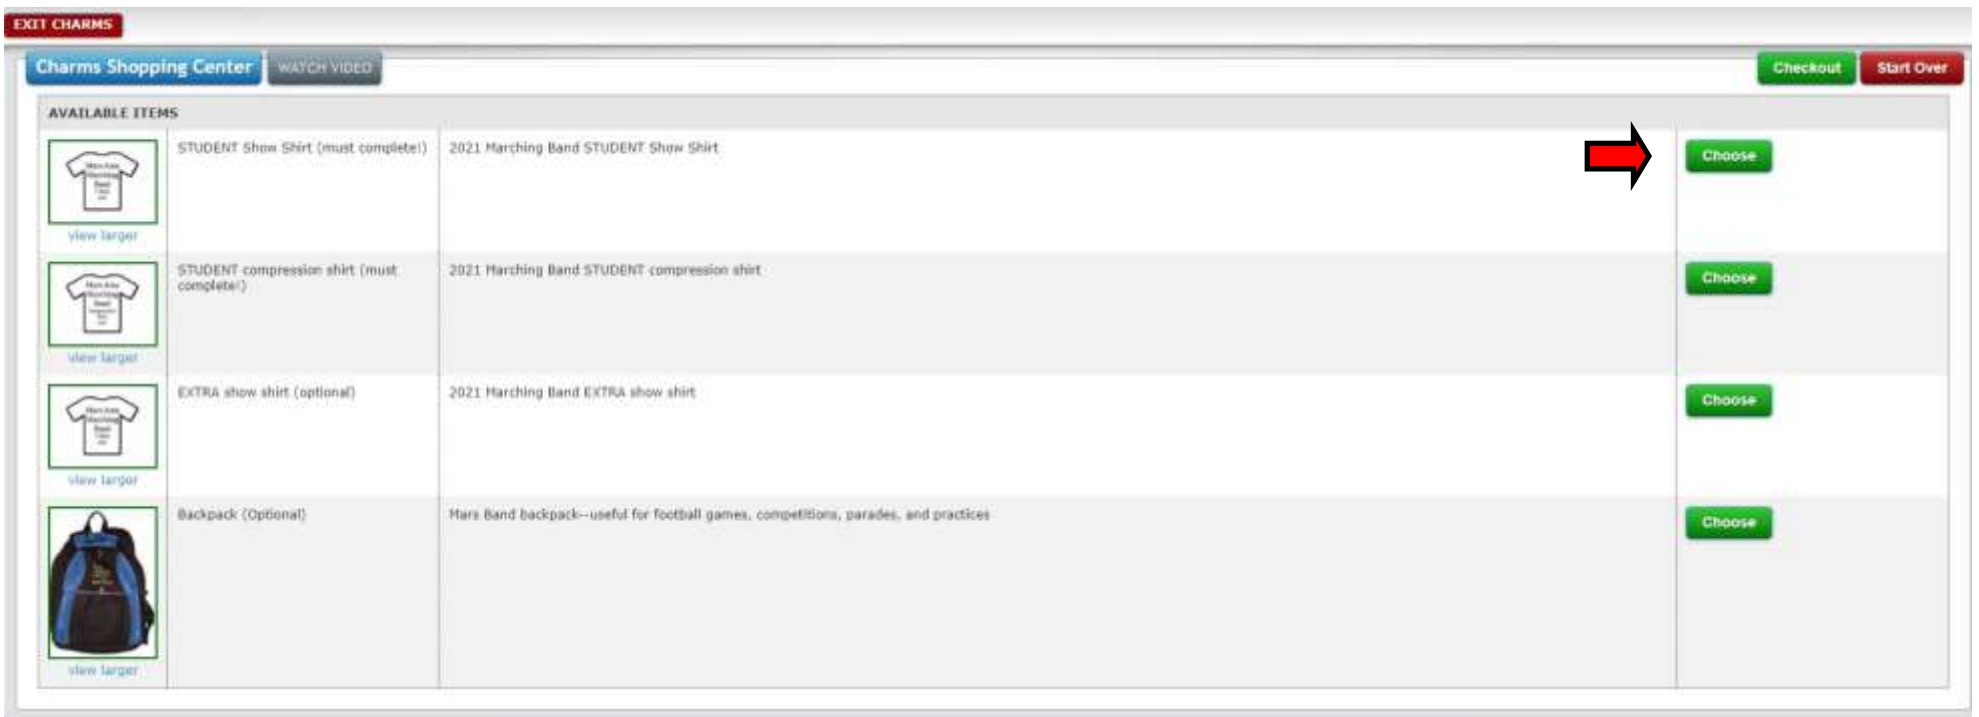 EXIT CHARMS
Charms Shopping Center WATCH VIDEO Checkout Start Over
AVAILABLE ITEMS
STUDENT Show Shirt (must complete!) 2021 Marching Band STUDENT Show Shirt Choose
view larger
STUDENT compression shirt (must 2021 Marching Band STUDENT compression shirt Choose
complete!)
view larger
EXTRA show shirt (optional) 2021 Marching Band EXTRA show shirt Choose
view larger
Backpack (Optional) Mars Band backpack--useful for football games, competitions, parades, and practices Choose
view larger